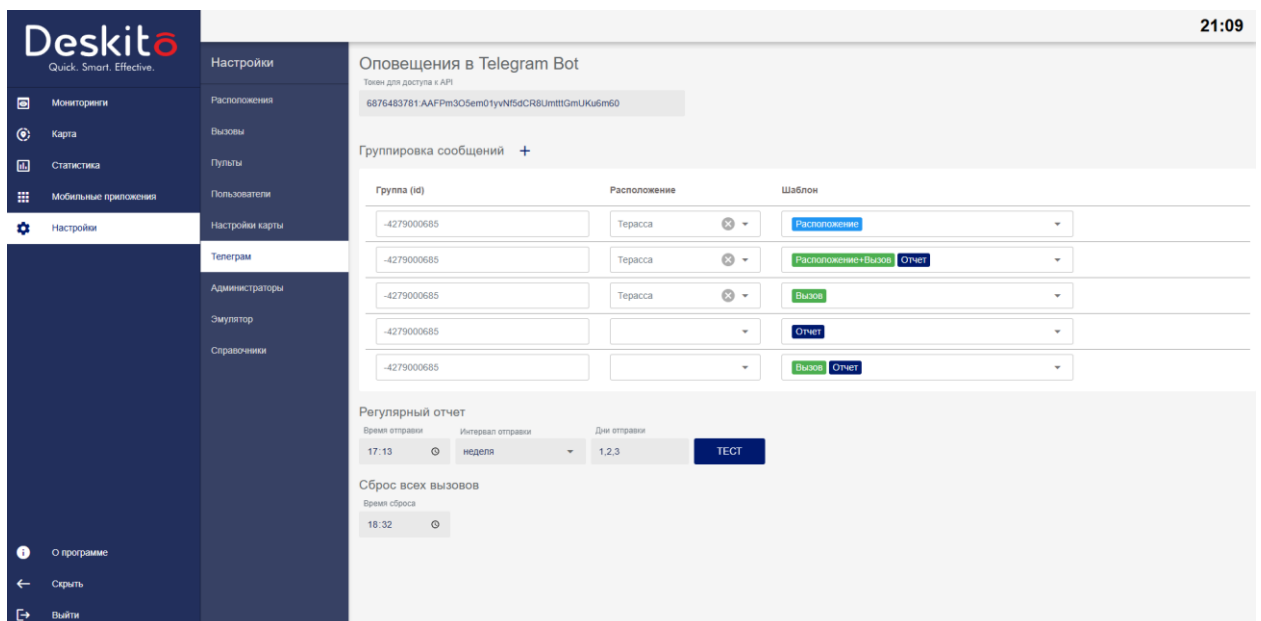 21:09
Deskito
Quick. Smart. Effective.
Мониторинги
Карта
Статистика
Мобильные приложения
Настройки
О программе
Скрыть
Выйти
Настройки
Расположения
Вызовы
Пульты
Пользователи
Настройки карты
Телеграм
Администраторы
Эмулятор
Справочники
Оповещения в Telegram Bot
Токен для доступа к API
6876483781:AAFPm3O5em01yvNf5dCR8UmtttGmUKu6m60
Группировка сообщений +
Группа (id) Расположение Шаблон
-4279000685 Терасса Расположение
-4279000685 Терасса Расположение+Вызов Отчет
-4279000685 Терасса Вызов
-4279000685 Отчет
-4279000685 Вызов Отчет
Регулярный отчет
Время отправки Интервал отправки Дни отправки
17:13 неделя 1,2,3 ТЕСТ
Сброс всех вызовов
Время сброса
18:32